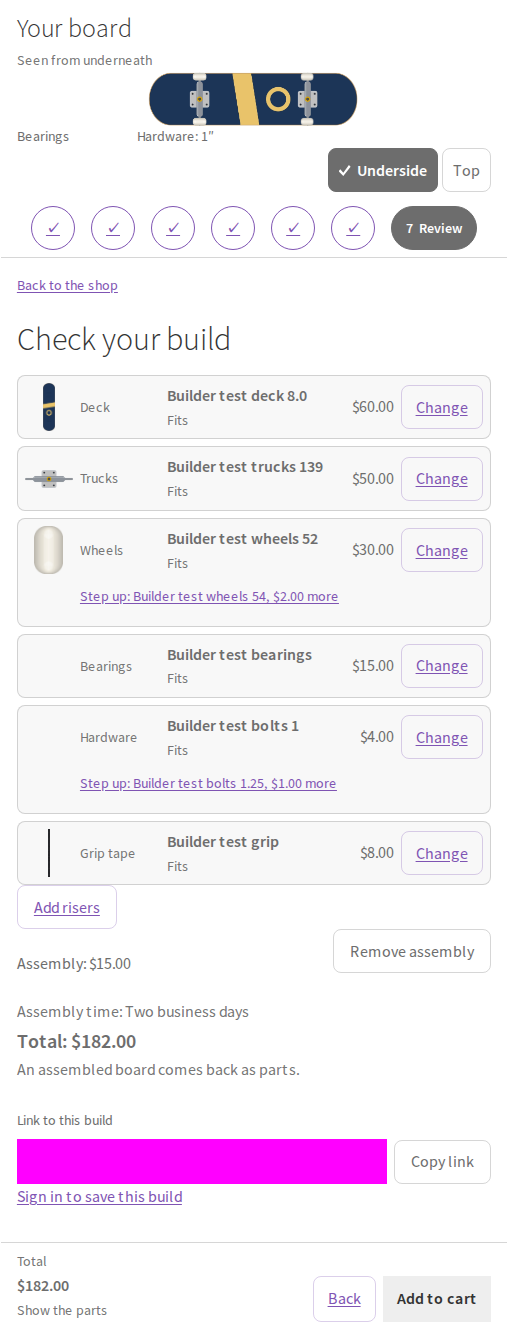 Your board
Seen from underneath
Bearings Hardware: 1″
✓ Underside Top
✓ ✓ ✓ ✓ ✓ ✓ 7 Review
Back to the shop
Check your build
Deck Builder test deck 8.0 $60.00 Change
Fits
Trucks Builder test trucks 139 $50.00 Change
Fits
Wheels Builder test wheels 52 $30.00 Change
Fits
Step up: Builder test wheels 54, $2.00 more
Bearings Builder test bearings $15.00 Change
Fits
Hardware Builder test bolts 1 $4.00 Change
Fits
Step up: Builder test bolts 1.25, $1.00 more
Grip tape Builder test grip $8.00 Change
Fits
Add risers
Assembly: $15.00 Remove assembly
Assembly time: Two business days
Total: $182.00
An assembled board comes back as parts.
Link to this build
Copy link
Sign in to save this build
Total
$182.00
Show the parts
Back Add to cart